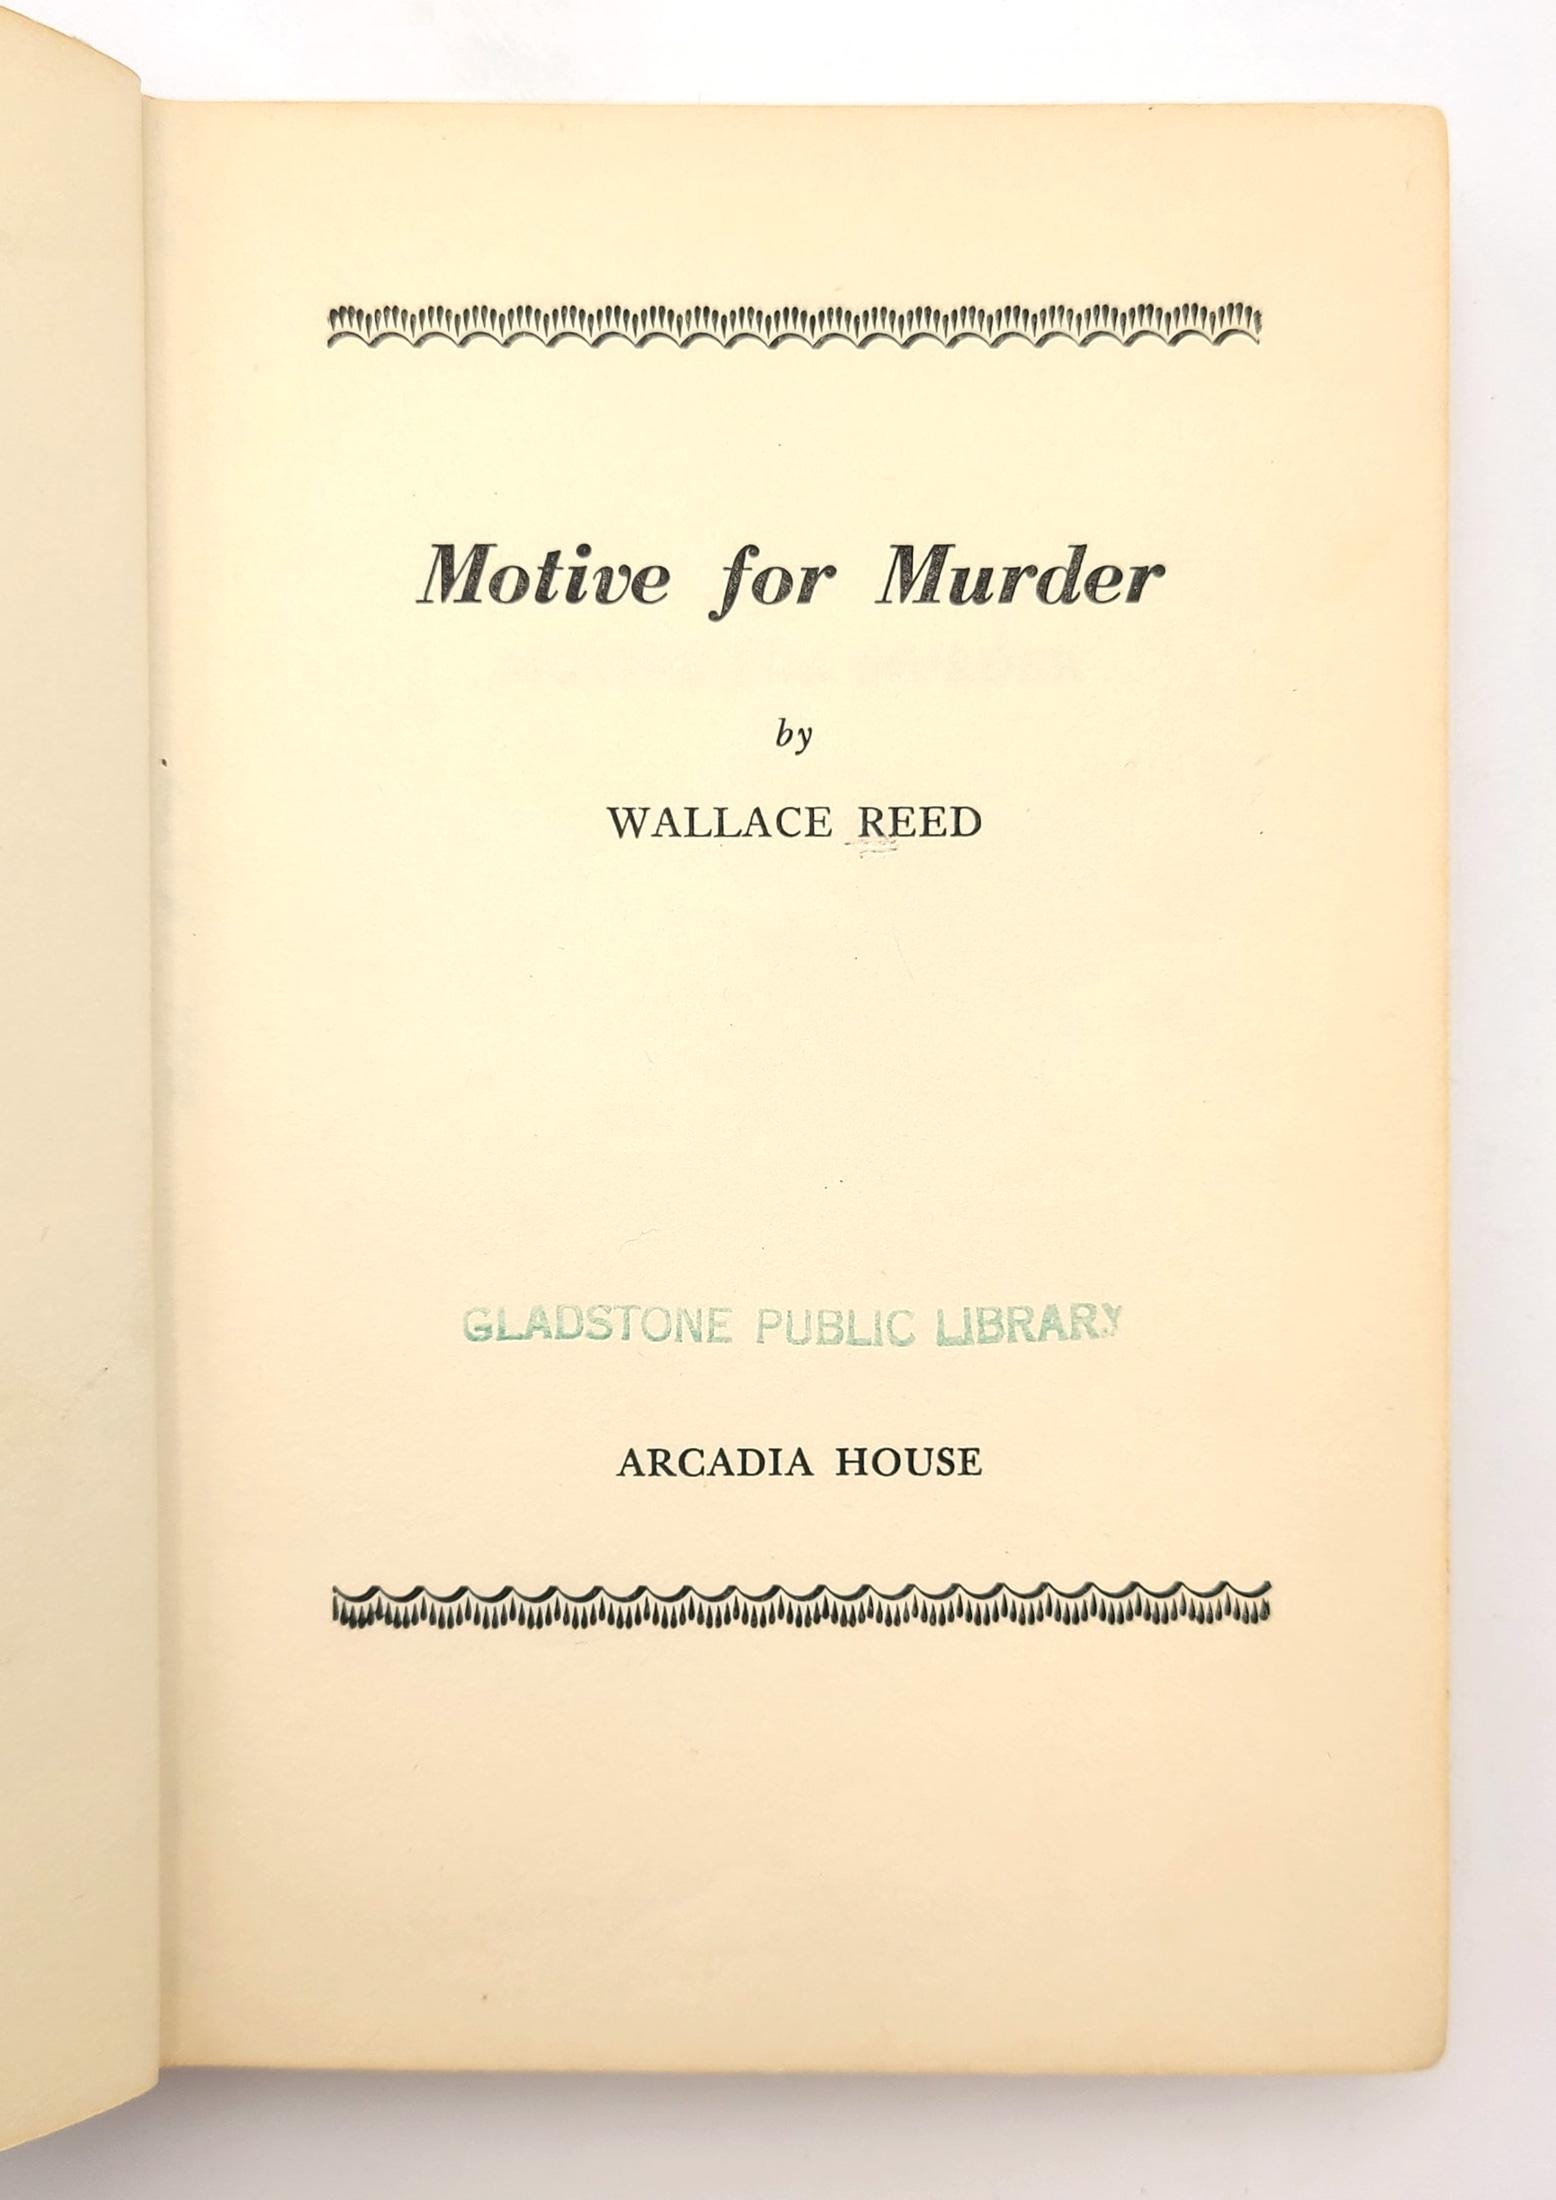 Motive for Murder
by
WALLACE REED
GLADSTONE PUBLIC LIBRARY
ARCADIA HOUSE